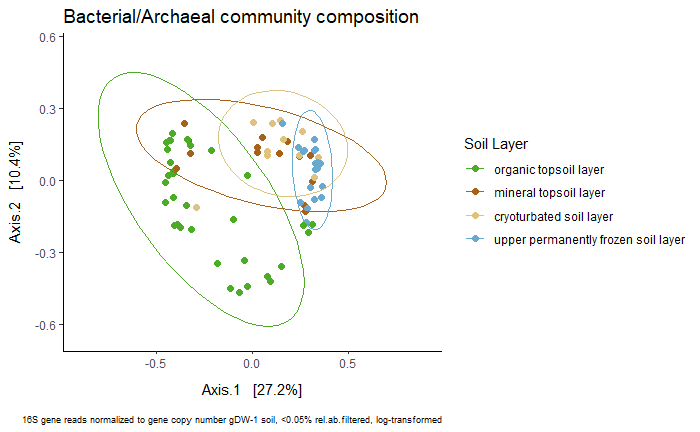 Bacterial/Archaeal community composition
0.6
0.3
0.0
-0.3
-0.6
Axis.2 [10.4%]
-0.5
0.0
0.5
Axis.1 [27.2%]
Soil Layer
organic topsoil layer
mineral topsoil layer
cryoturbated soil layer
upper permanently frozen soil layer
16S gene reads normalized to gene copy number gDW-1 soil, <0.05% rel.ab.filtered, log-transformed